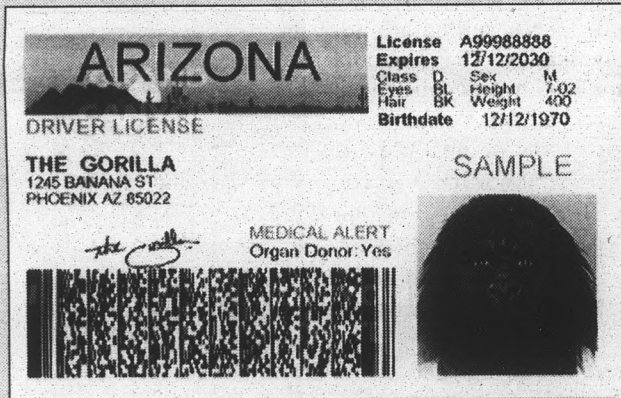 ARIZONA
DRIVER LICENSE
License A99988888
Expires 12/12/2030
Class D Sex M
Eyes BL Height 7-02
Hair BK Weight 400
Birthdate 12/12/1970
THE GORILLA
1245 BANANA ST
PHOENIX AZ 85022
SAMPLE
MEDICAL ALERT
Organ Donor: Yes
the Gorilla